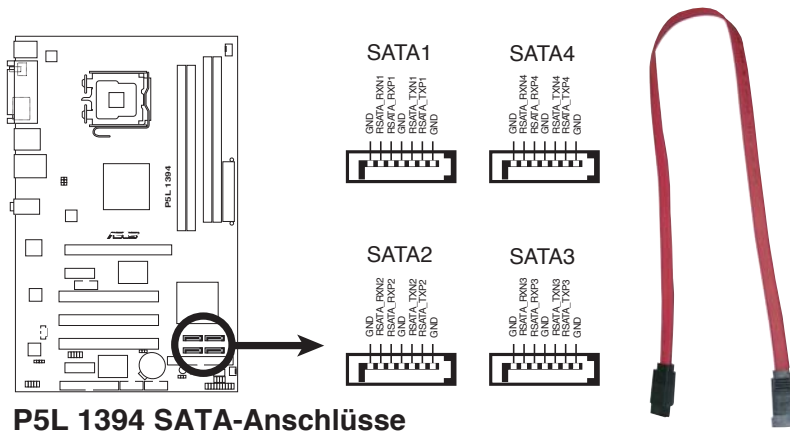 SATA1
GND
RSATA_RXN1
RSATA_RXP1
GND
RSATA_TXN1
RSATA_TXP1
GND
SATA4
GND
RSATA_RXN4
RSATA_RXP4
GND
RSATA_TXN4
RSATA_TXP4
GND
P5L 1394
ASUS
SATA2
GND
RSATA_RXN2
RSATA_RXP2
GND
RSATA_TXN2
RSATA_TXP2
GND
SATA3
GND
RSATA_RXN3
RSATA_RXP3
GND
RSATA_TXN3
RSATA_TXP3
GND
P5L 1394 SATA-Anschlüsse